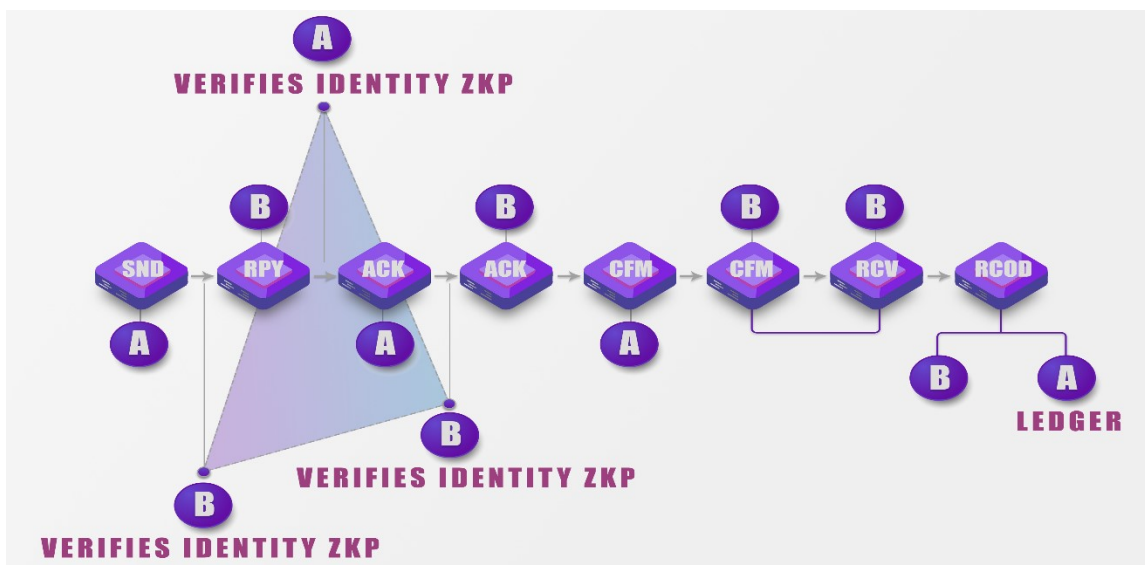 A
VERIFIES IDENTITY ZKP
B B B B
SND RPY ACK ACK CFM CFM RCV RCOD
A A A
B A
LEDGER
B
VERIFIES IDENTITY ZKP
B
VERIFIES IDENTITY ZKP